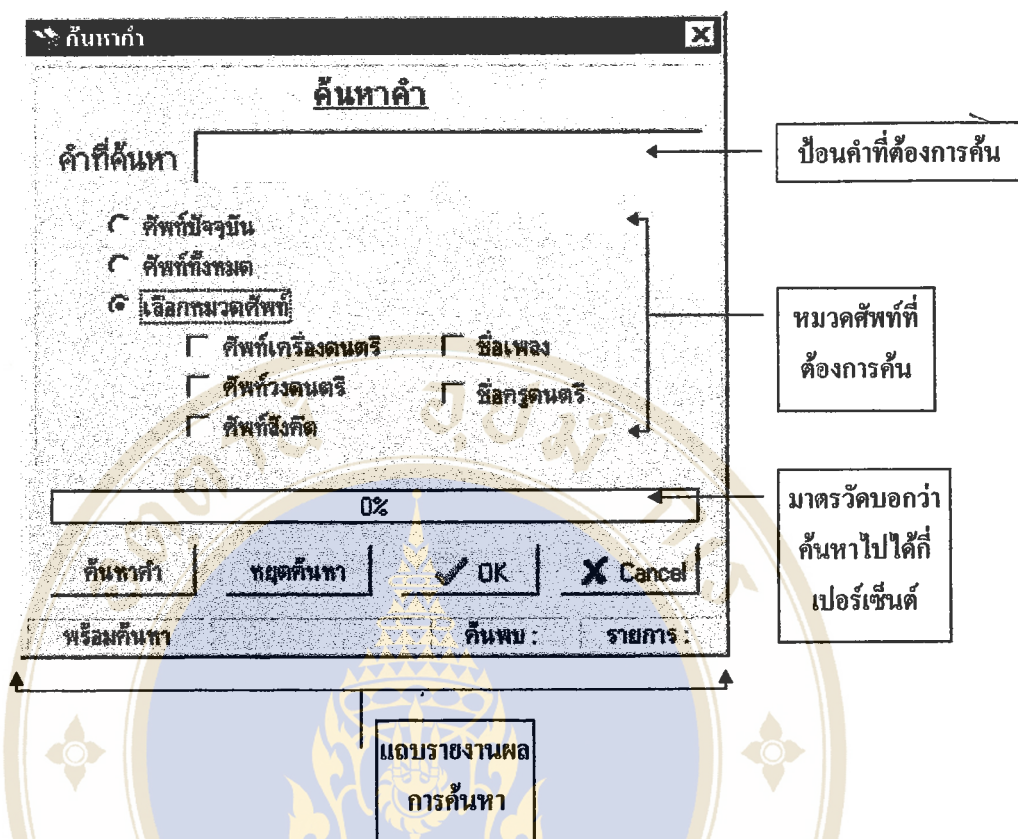 ค้นหาคำ
ค้นหาคำ
คำที่ค้นหา
ป้อนคำที่ต้องการค้น
ศัพท์ปัจจุบัน
ศัพท์ทั้งหมด
เลือกหมวดศัพท์
ศัพท์เครื่องดนตรี
ชื่อเพลง
ศัพท์วงดนตรี
ชื่อครูดนตรี
ศัพท์สังคีต
หมวดศัพท์ที่
ต้องการค้น
0%
มาตรวัดบอกว่า
ค้นหาไปได้กี่
เปอร์เซ็นต์
ค้นหาคำ
หยุดค้นหา
OK
Cancel
พร้อมค้นหา
ค้นพบ :
รายการ :
แถบรายงานผล
การค้นหา